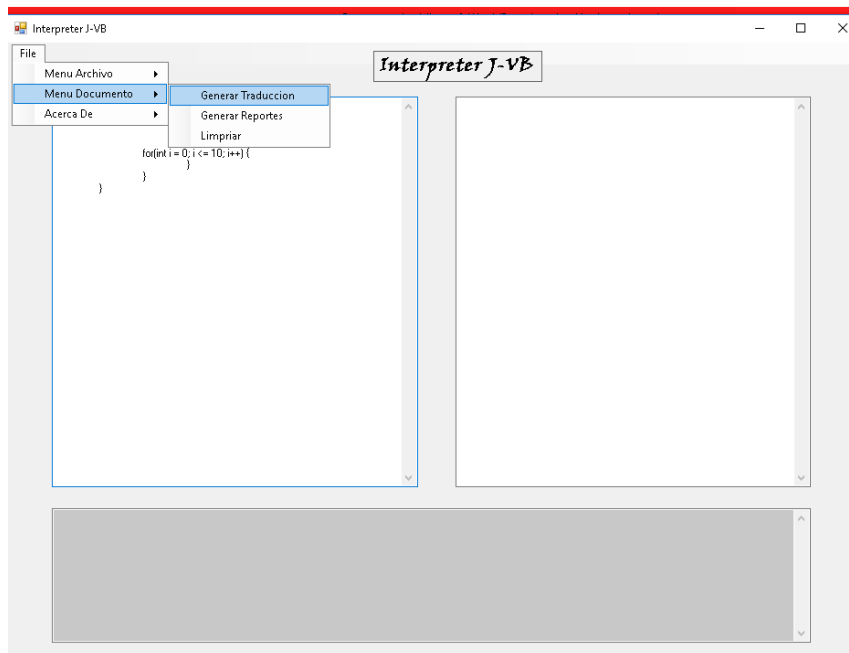 Interpreter J-VB
File
Interpreter J-VB
Menu Archivo
Menu Documento
Acerca De
Generar Traduccion
Generar Reportes
Limpriar
for(int i = 0; i <= 10; i++) {
}
}
}